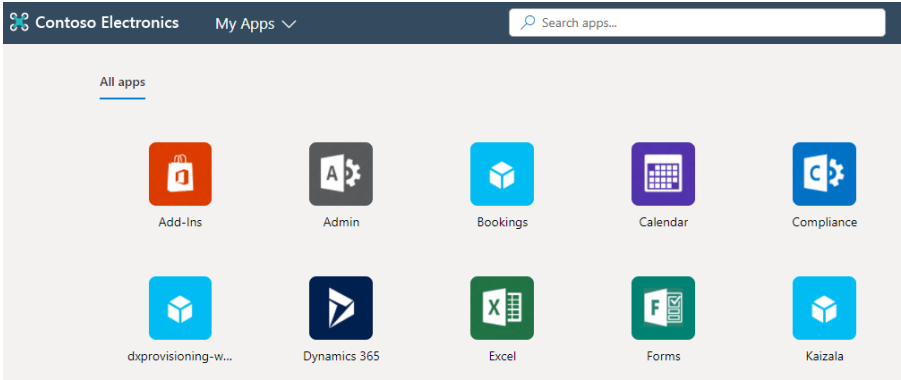 Contoso Electronics My Apps Search apps...
All apps
Add-Ins Admin Bookings Calendar Compliance
dxprovisioning-w... Dynamics 365 Excel Forms Kaizala